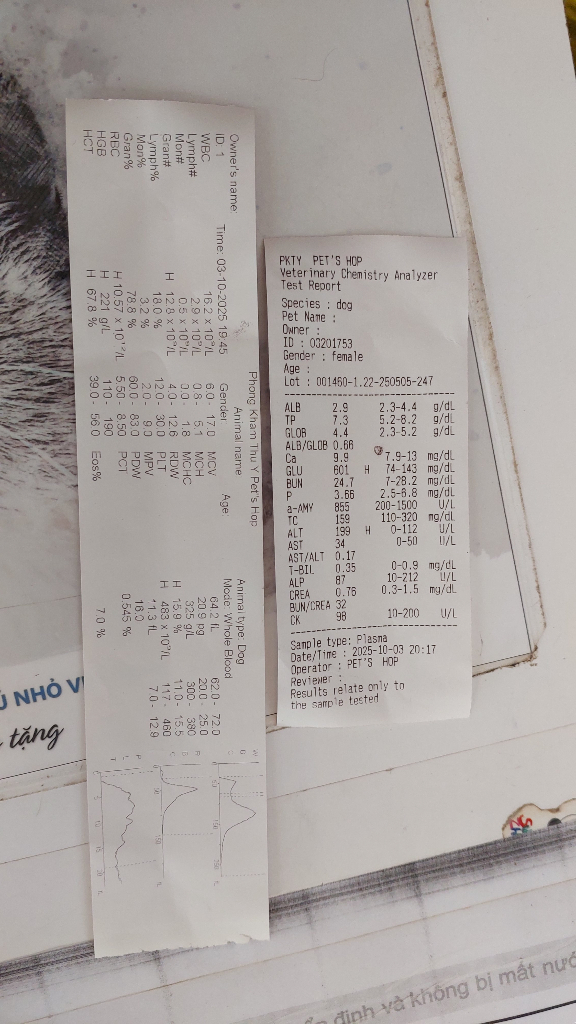 Phong Kham Thu Y Pet's Hop
Owner's name: Animal name Animal type: Dog
ID: 1 Time: 03-10-2025 19:45 Gender: Age Mode: Whole Blood
WBC 16.2 x 10⁹/L 6.0 - 17.0 MCV 64.2 fL 62.0 - 72.0
Lymph# 2.9 x 10⁹/L 0.8 - 5.1 MCH 20.9 pg 20.0 - 25.0
Mon# 0.5 x 10⁹/L 0.0 - 1.8 MCHC 325 g/L 300 - 380
Gran# H 12.8 x 10⁹/L 4.0 - 12.6 RDW H 15.9 % 11.0 - 15.5
Lymph% 18.0 % 12.0 - 30.0 PLT H 483 x 10⁹/L 117 - 460
Mon% 3.2 % 2.0 - 9.0 MPV *11.3 fL 7.0 - 12.9
Gran% 78.8 % 60.0 - 83.0 PDW 16.0
RBC H 10.57 x 10¹²/L 5.50 - 8.50 PCT 0.545 %
HGB H 221 g/L 110 - 190
HCT H 67.8 % 39.0 - 56.0 Eos% 7.0 %
PKTY PET'S HOP
Veterinary Chemistry Analyzer
Test Report
Species : dog
Pet Name :
Owner :
ID : 00201753
Gender : female
Age :
Lot : 001460-1.22-250505-247
ALB 2.9 2.3-4.4 g/dL
TP 7.3 5.2-8.2 g/dL
GLOB 4.4 2.3-5.2 g/dL
ALB/GLOB 0.66
Ca 9.9 7.9-13 mg/dL
GLU 601 H 74-143 mg/dL
BUN 24.7 7-28.2 mg/dL
P 3.66 2.5-6.8 mg/dL
a-AMY 855 200-1500 U/L
TC 159 110-320 mg/dL
ALT 199 H 0-112 U/L
AST 34 0-50 U/L
AST/ALT 0.17
T-BIL 0.35 0-0.9 mg/dL
ALP 87 10-212 U/L
CREA 0.76 0.3-1.5 mg/dL
BUN/CREA 32
CK 98 10-200 U/L
Sample type: Plasma
Date/Time : 2025-10-03 20:17
Operator : PET'S HOP
Reviewer :
Results relate only to
the sample tested
NHỎ
tặng
định và không bị mất nướ